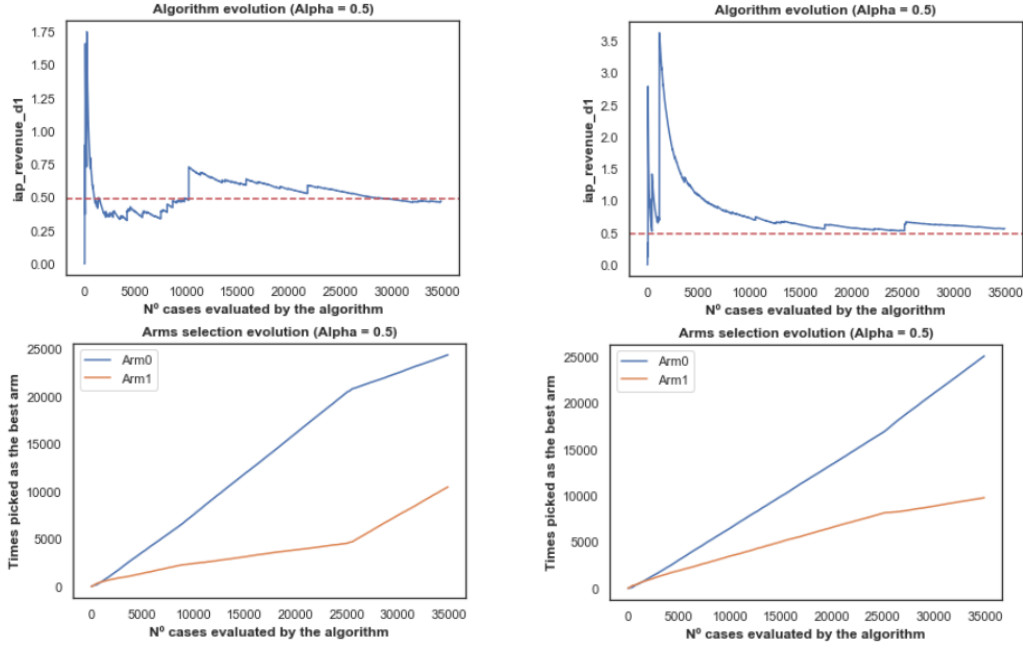 Algorithm evolution (Alpha = 0.5)
iap_revenue_d1
1.75
1.50
1.25
1.00
0.75
0.50
0.25
0.00
0 5000 10000 15000 20000 25000 30000 35000
Nº cases evaluated by the algorithm
Algorithm evolution (Alpha = 0.5)
iap_revenue_d1
3.5
3.0
2.5
2.0
1.5
1.0
0.5
0.0
0 5000 10000 15000 20000 25000 30000 35000
Nº cases evaluated by the algorithm
Arms selection evolution (Alpha = 0.5)
Times picked as the best arm
25000
20000
15000
10000
5000
0
Arm0
Arm1
0 5000 10000 15000 20000 25000 30000 35000
Nº cases evaluated by the algorithm
Arms selection evolution (Alpha = 0.5)
Times picked as the best arm
25000
20000
15000
10000
5000
0
Arm0
Arm1
0 5000 10000 15000 20000 25000 30000 35000
Nº cases evaluated by the algorithm